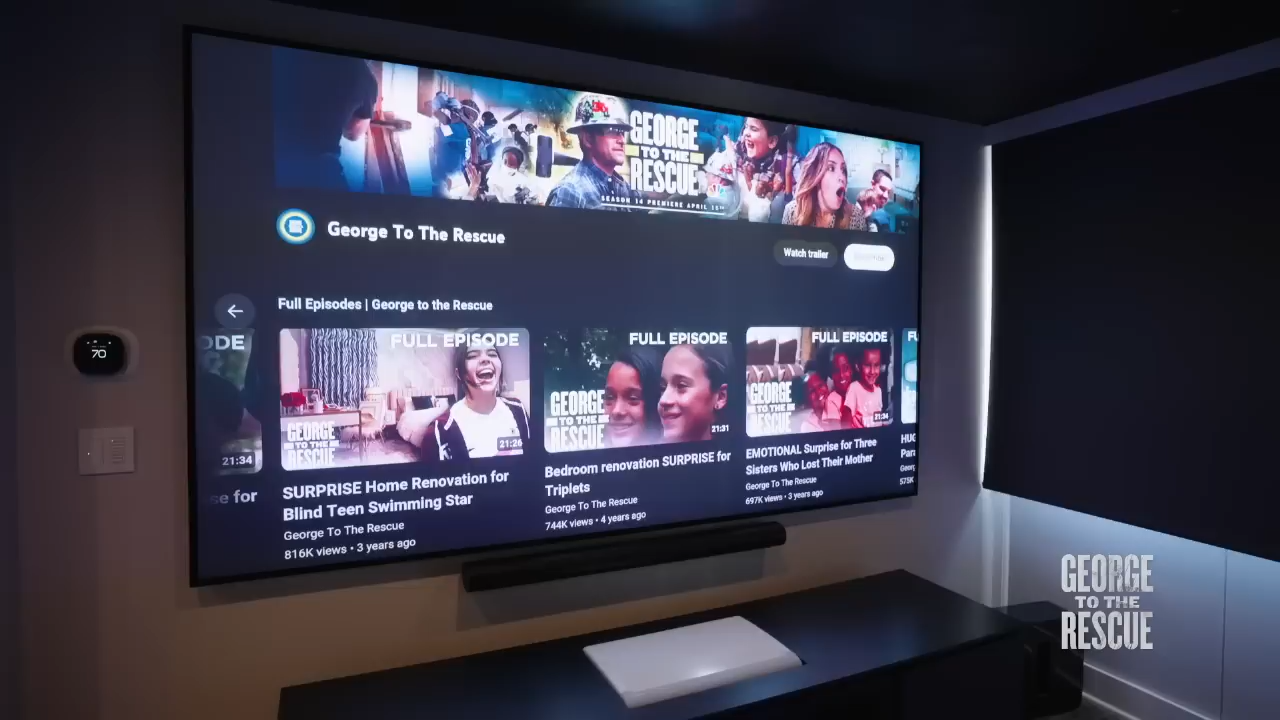 GEORGE
TO THE
RESCUE
SEASON 14 PREMIERE APRIL 15TH
George To The Rescue
Watch trailer
Full Episodes | George to the Rescue
70
ODE
21:34
se for
FULL EPISODE
GEORGE
TO THE
RESCUE
21:26
SURPRISE Home Renovation for
Blind Teen Swimming Star
George To The Rescue
816K views • 3 years ago
FULL EPISODE
GEORGE
TO THE
RESCUE
21:31
Bedroom renovation SURPRISE for
Triplets
George To The Rescue
744K views • 4 years ago
FULL EPISODE
GEORGE
TO THE
RESCUE
21:34
EMOTIONAL Surprise for Three
Sisters Who Lost Their Mother
George To The Rescue
697K views • 3 years ago
FU
HUG
Para
Georg
575K
GEORGE
TO THE
RESCUE